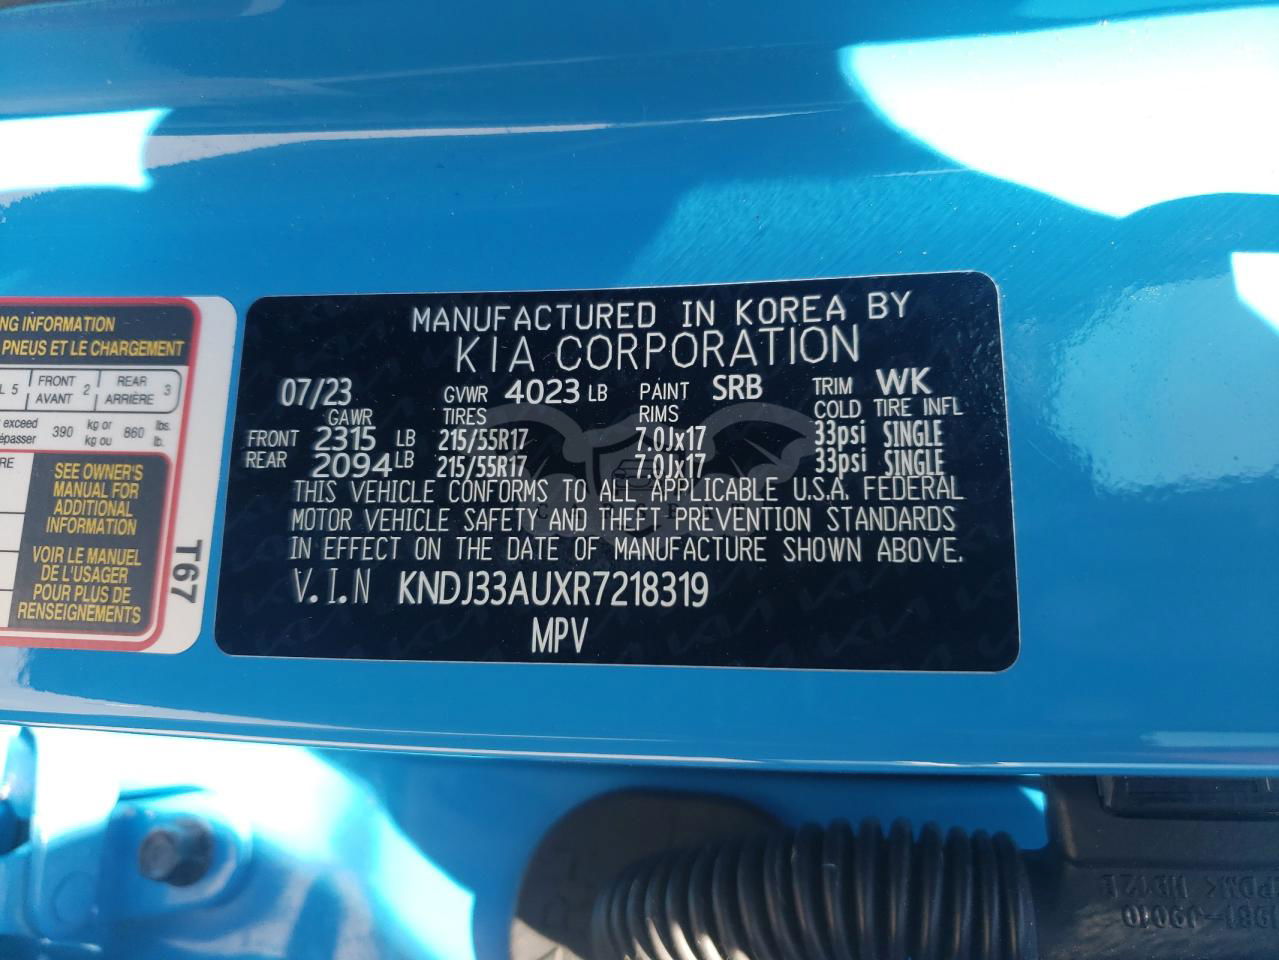 NG INFORMATION
PNEUS ET LE CHARGEMENT
L 5 FRONT AVANT 2 REAR ARRIÈRE 3
exceed 390 kg or kg ou 860 lbs. lb.
SEE OWNER'S
MANUAL FOR
ADDITIONAL
INFORMATION
VOIR LE MANUEL
DE L'USAGER
POUR PLUS DE
RENSEIGNEMENTS
T67
MANUFACTURED IN KOREA BY
KIA CORPORATION
07/23 GVWR 4023 LB PAINT SRB TRIM WK
GAWR TIRES RIMS COLD TIRE INFL
FRONT 2315 LB 215/55R17 7.0Jx17 33psi SINGLE
REAR 2094 LB 215/55R17 7.0Jx17 33psi SINGLE
THIS VEHICLE CONFORMS TO ALL APPLICABLE U.S.A. FEDERAL
MOTOR VEHICLE SAFETY AND THEFT PREVENTION STANDARDS
IN EFFECT ON THE DATE OF MANUFACTURE SHOWN ABOVE.
V.I.N KNDJ33AUXR7218319
MPV